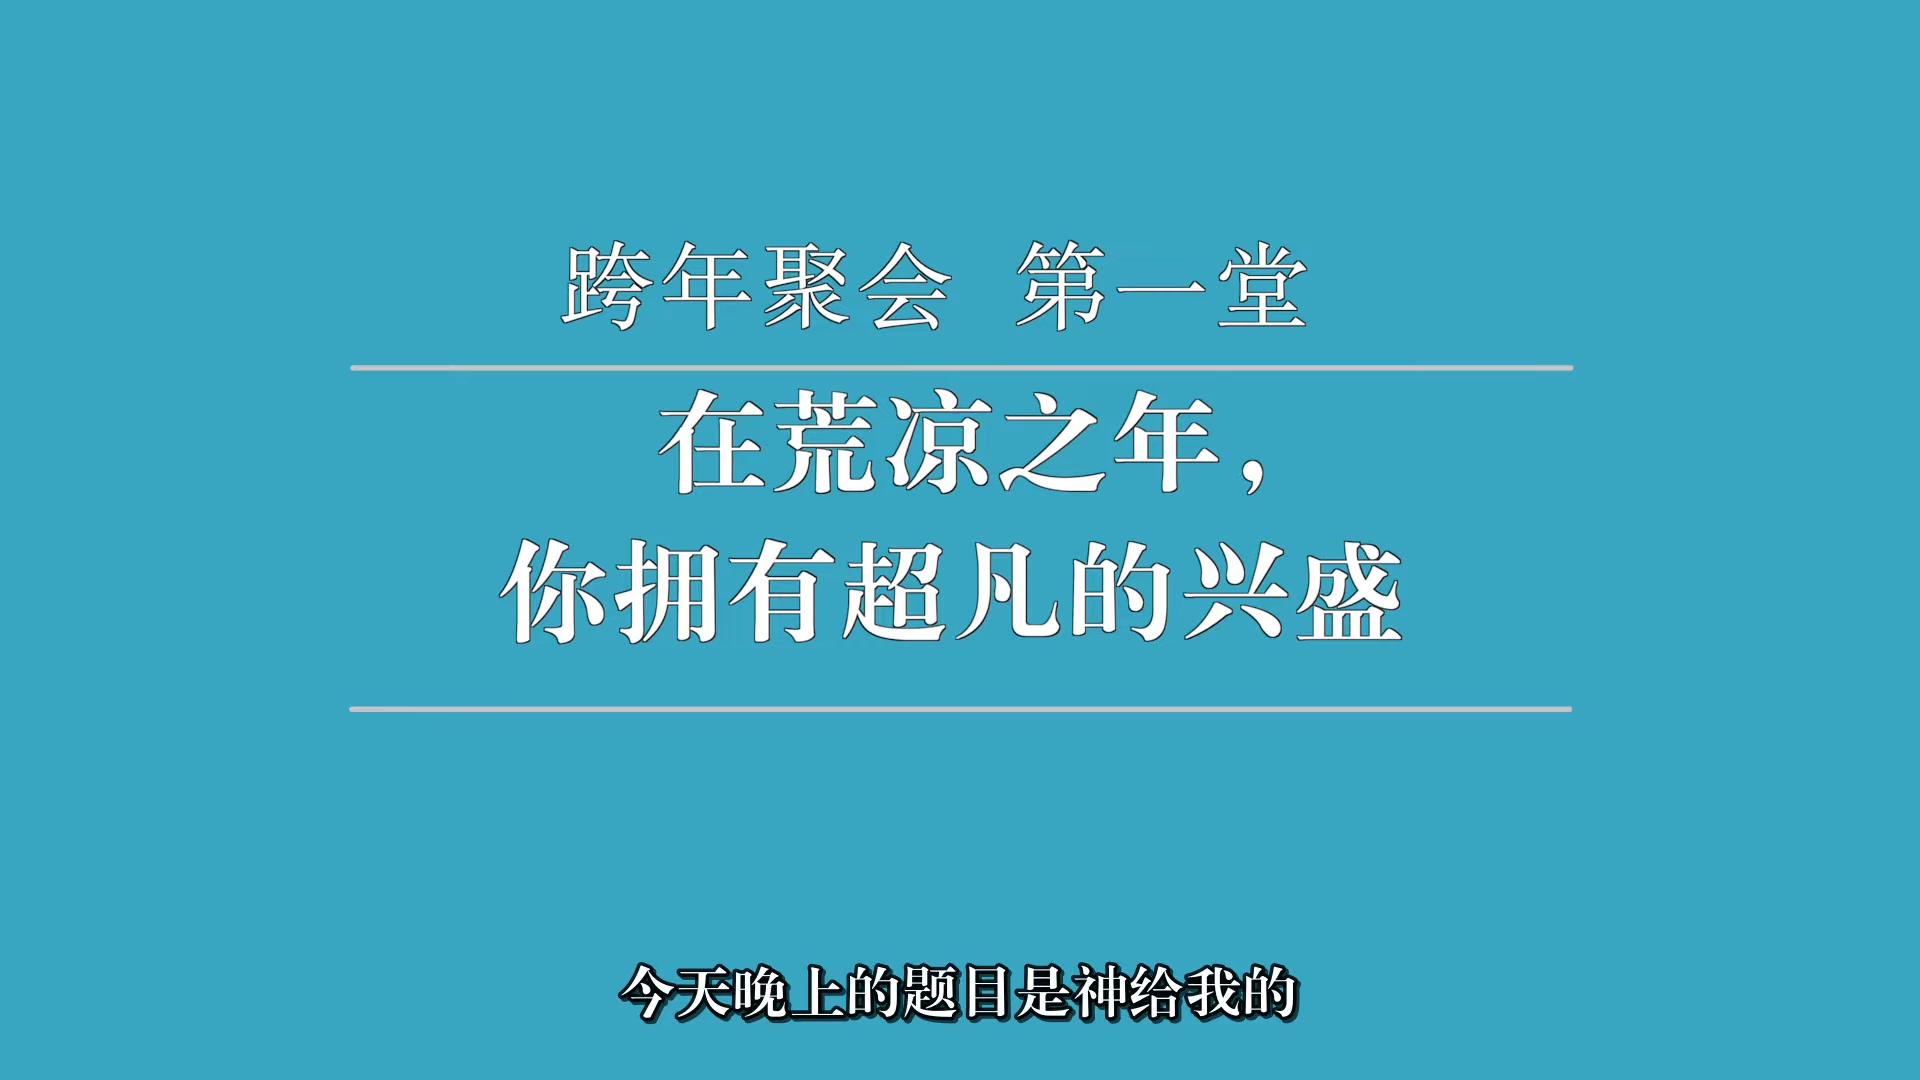 跨年聚会 第一堂
在荒凉之年，
你拥有超凡的兴盛
今天晚上的题目是神给我的